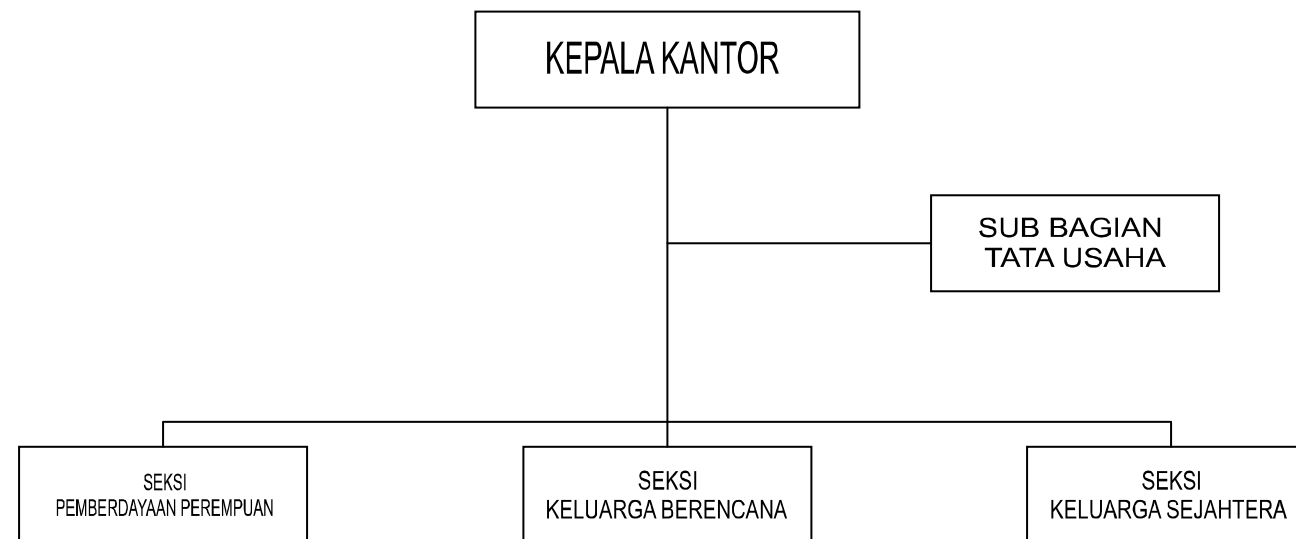 KEPALA KANTOR
SUB BAGIAN
TATA USAHA
SEKSI
PEMBERDAYAAN PEREMPUAN
SEKSI
KELUARGA BERENCANA
SEKSI
KELUARGA SEJAHTERA